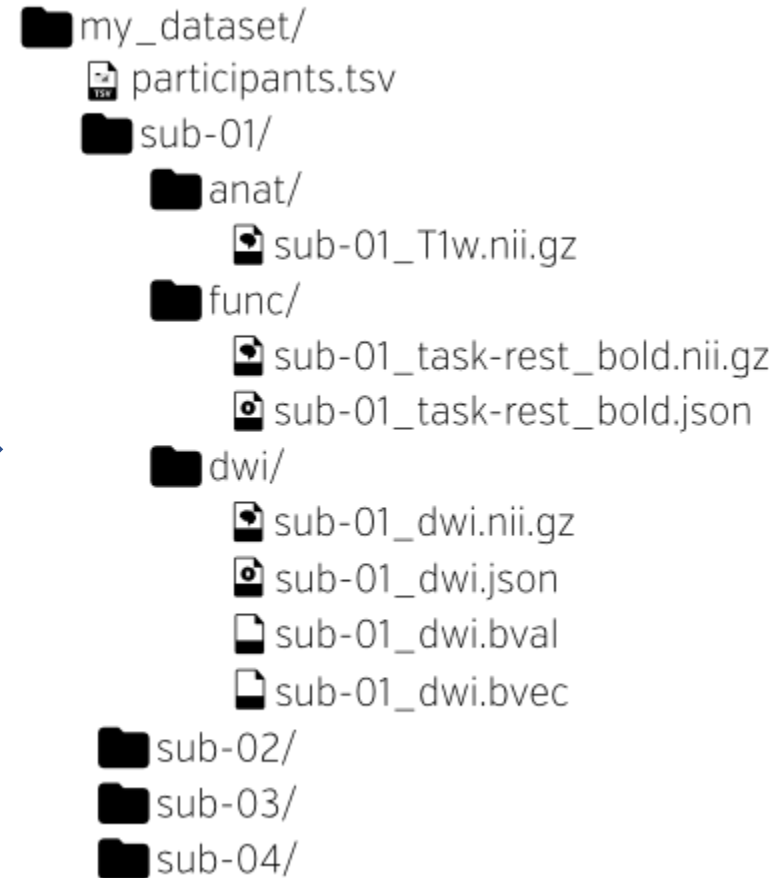 my_dataset/
TSV participants.tsv
sub-01/
anat/
sub-01_T1w.nii.gz
func/
sub-01_task-rest_bold.nii.gz
sub-01_task-rest_bold.json
dwi/
sub-01_dwi.nii.gz
sub-01_dwi.json
sub-01_dwi.bval
sub-01_dwi.bvec
sub-02/
sub-03/
sub-04/